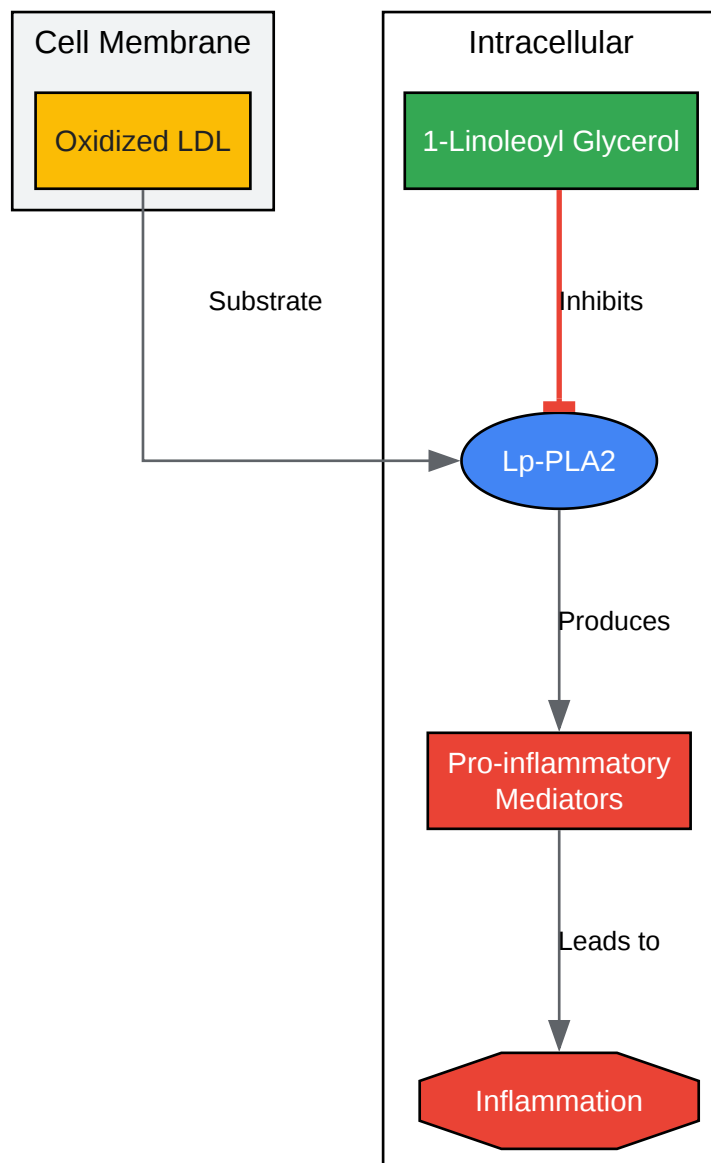 Cell Membrane
Oxidized LDL
Substrate
Intracellular
1-Linoleoyl Glycerol
Inhibits
Lp-PLA2
Produces
Pro-inflammatory
Mediators
Leads to
Inflammation